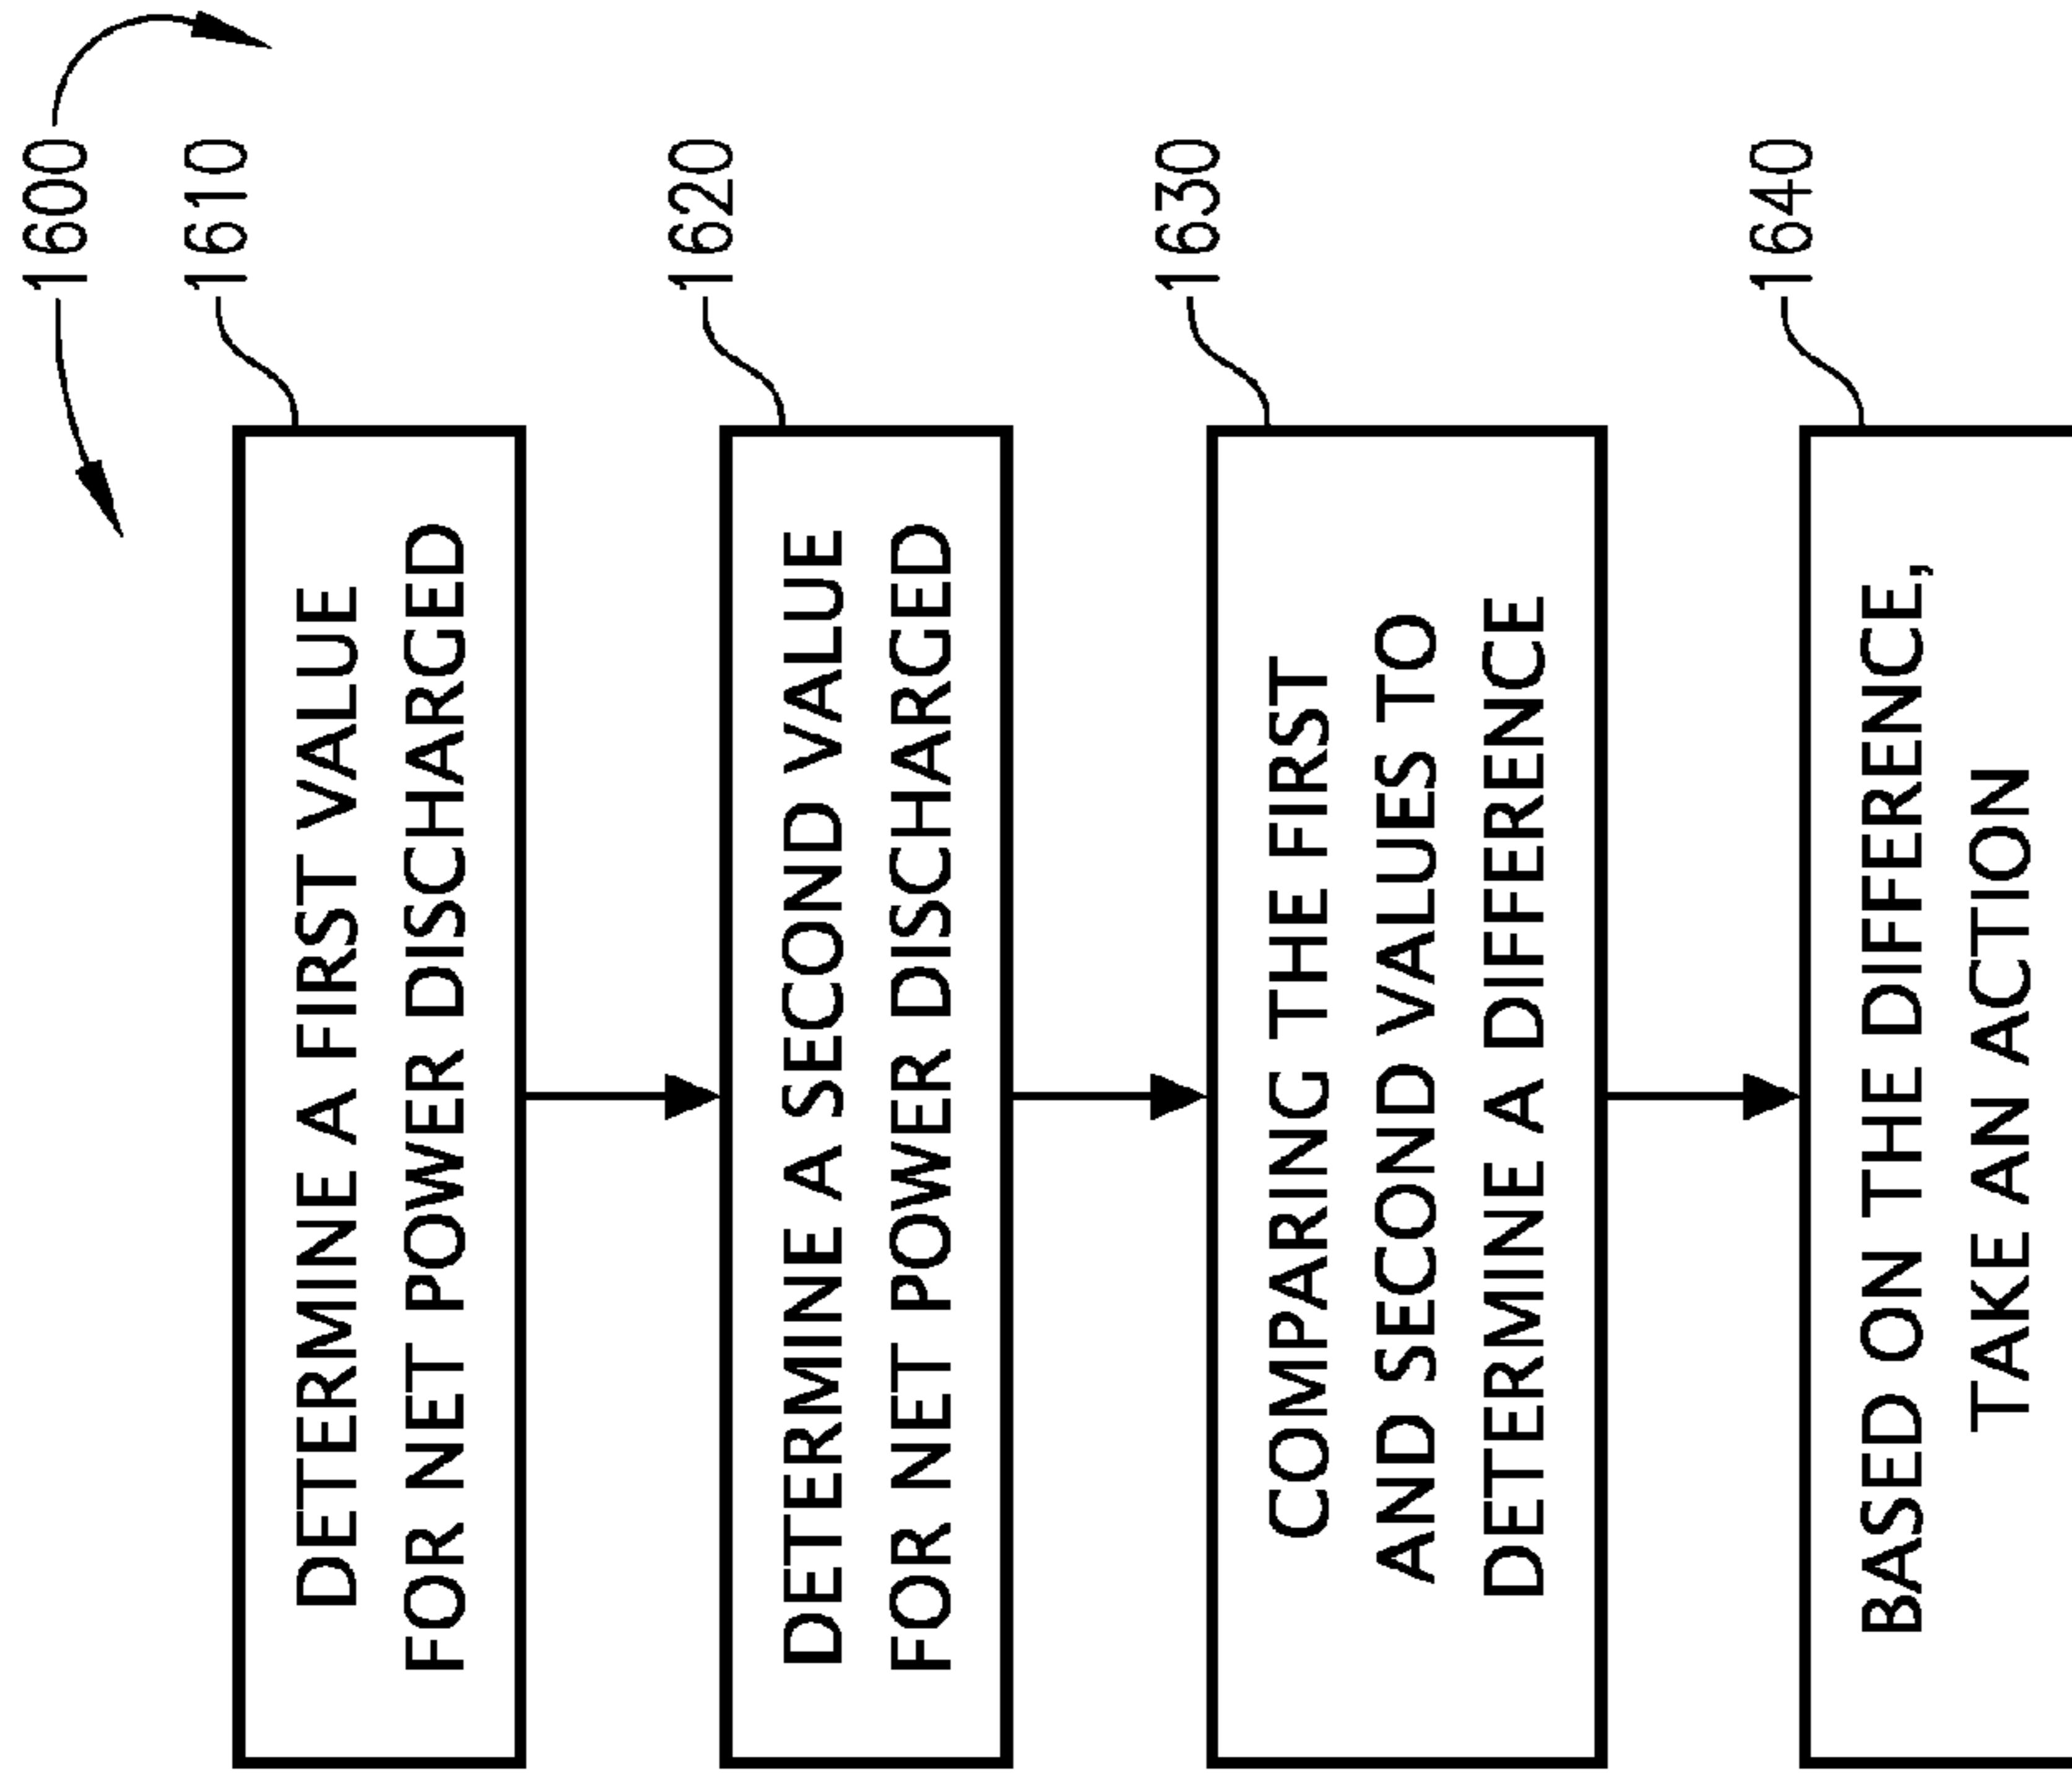 1600
1610
DETERMINE A FIRST VALUE
FOR NET POWER DISCHARGED
1620
DETERMINE A SECOND VALUE
FOR NET POWER DISCHARGED
1630
COMPARING THE FIRST
AND SECOND VALUES TO
DETERMINE A DIFFERENCE
1640
BASED ON THE DIFFERENCE,
TAKE AN ACTION